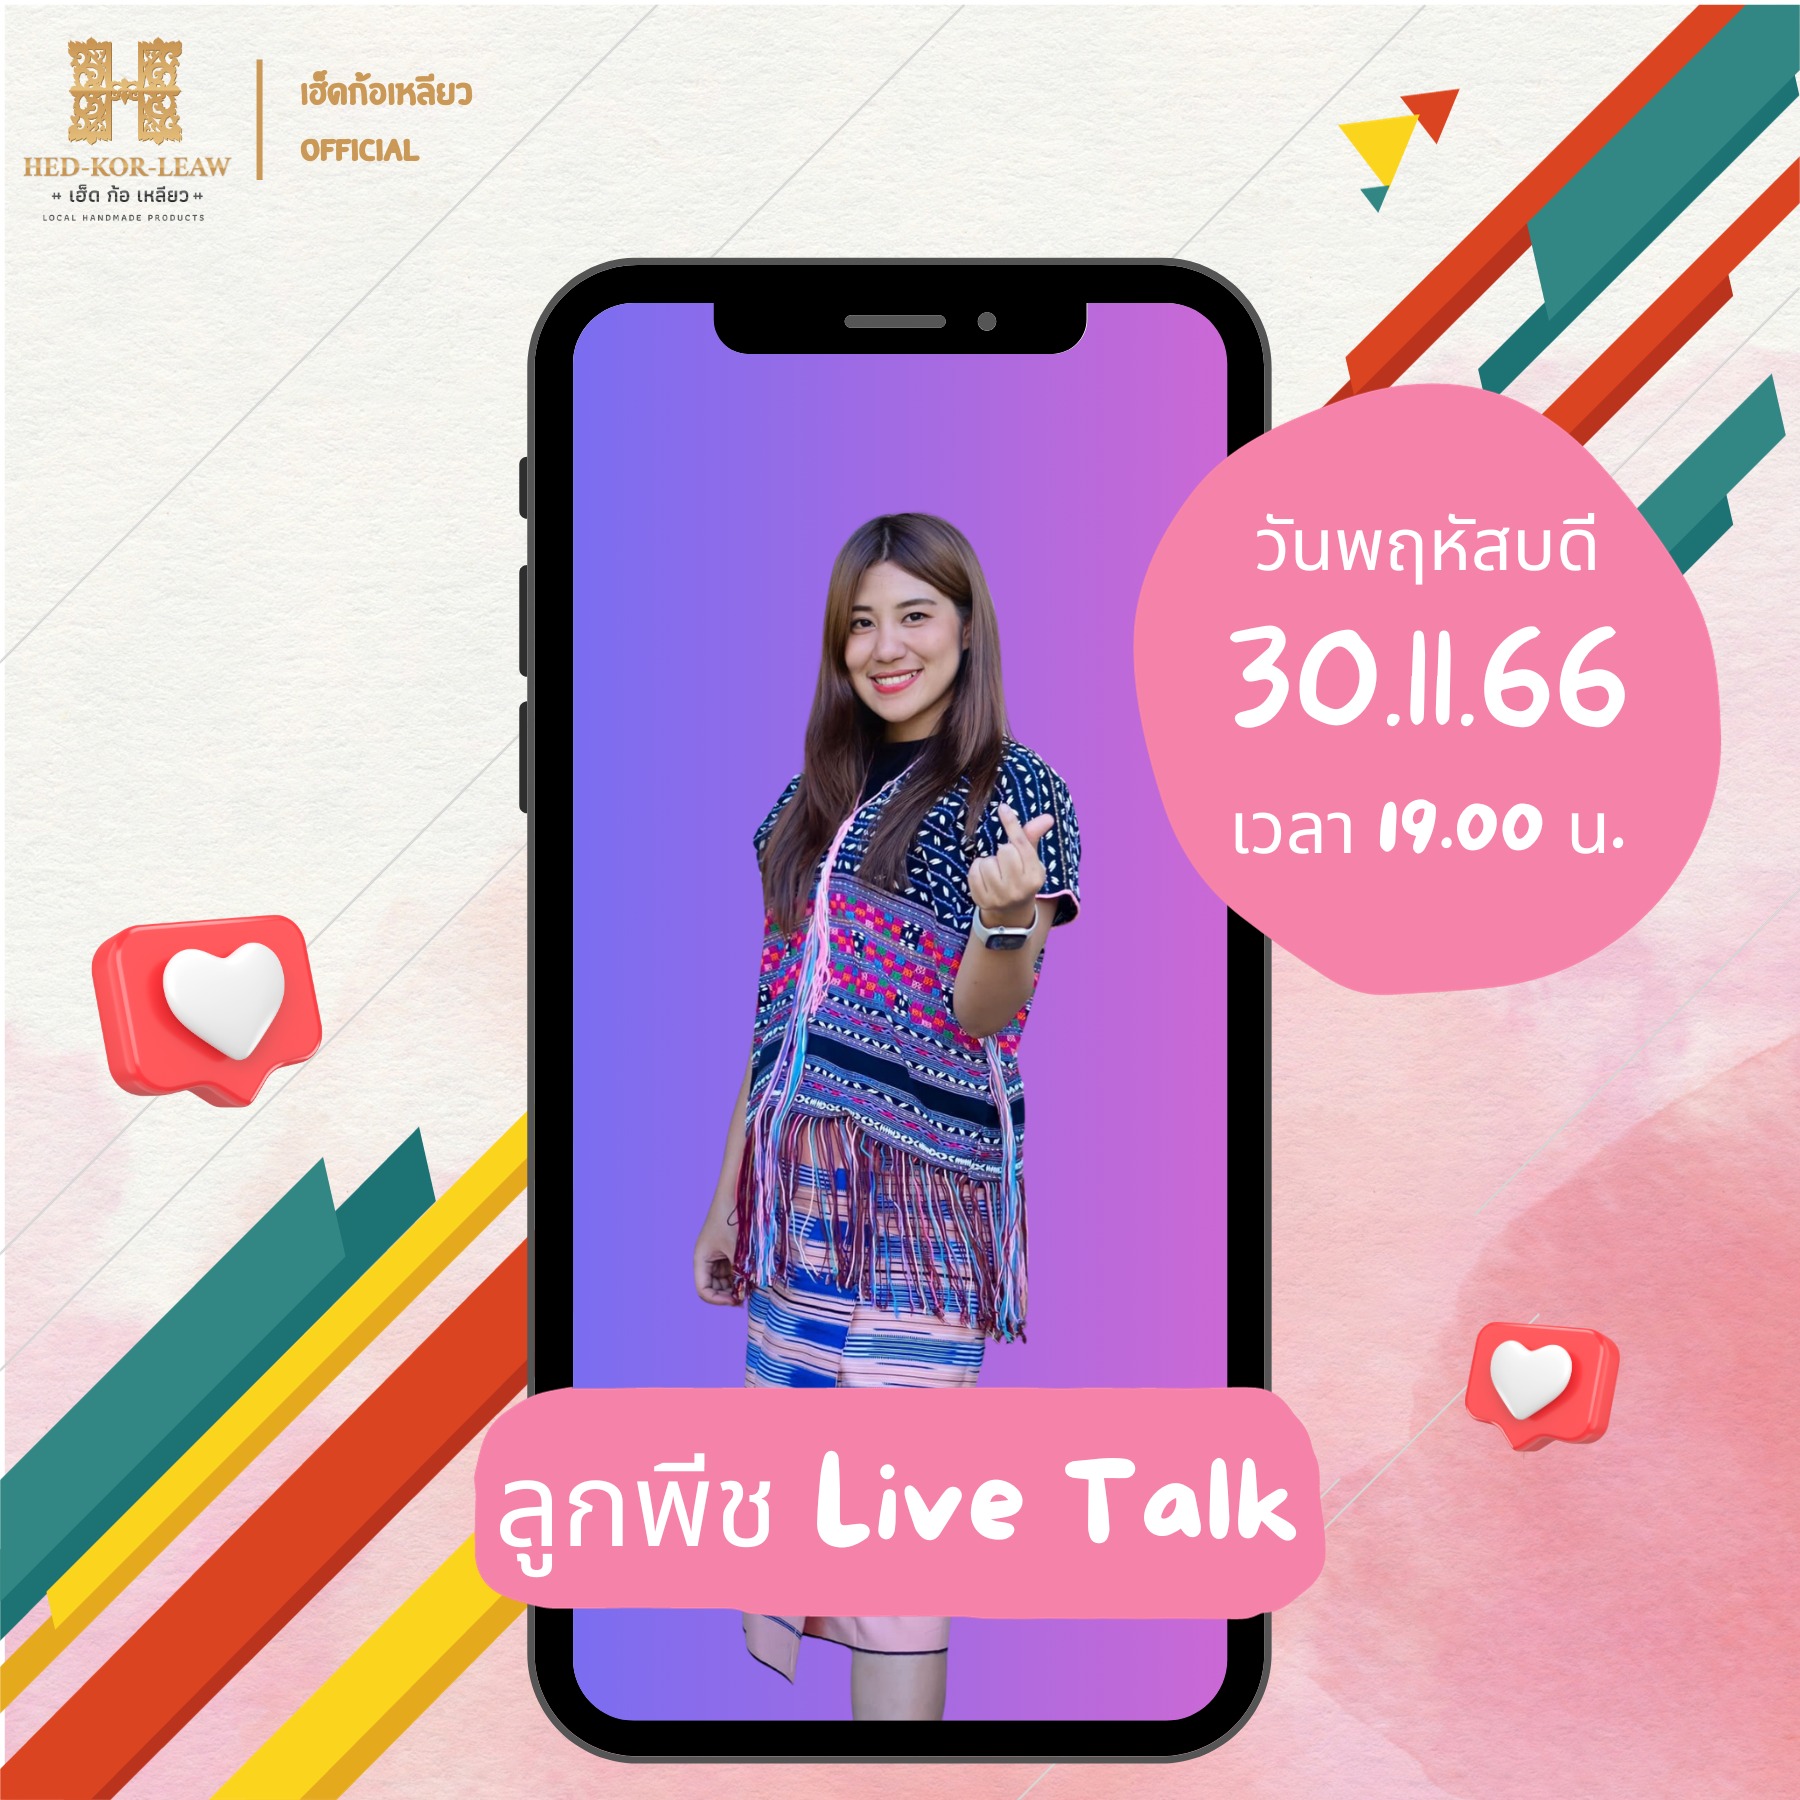 HED-KOR-LEAW
เฮ็ด ก้อ เหลียว
LOCAL HANDMADE PRODUCTS
เฮ็ดก้อเหลียว
OFFICIAL
วันพฤหัสบดี
30.11.66
เวลา 19.00 น.
ลูกพีช Live Talk